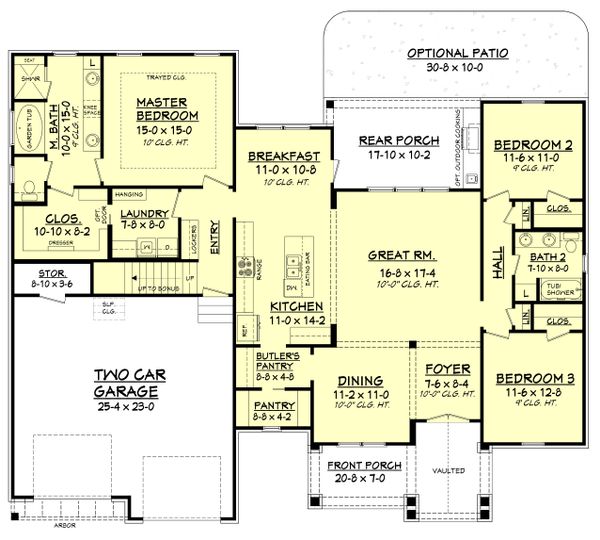 OPTIONAL PATIO
30-8 x 10-0
SEAT
SHWR
L
TRAYED CLG.
MASTER
BEDROOM
15-0 x 15-0
10' CLG. HT.
GARDEN TUB
M. BATH
10-0 x 15-0
9' CLG. HT.
KNEE
SPACE
REAR PORCH
17-10 x 10-2
OPT. OUTDOOR COOKING
BEDROOM 2
11-6 x 11-0
9' CLG. HT.
BREAKFAST
11-0 x 10-8
10' CLG. HT.
CLOS.
10-10 x 8-2
DRESSER
OPT.
DOOR
HANGING
LAUNDRY
7-8 x 8-0
LOCKERS
ENTRY
LIN.
CLOS.
HALL
BATH 2
7-10 x 8-0
L
TUB/
SHOWER
GREAT RM.
16-8 x 17-4
10'-0" CLG. HT.
RANGE
EATING BAR
DW.
KITCHEN
11-0 x 14-2
REF.
STOR.
8-10 x 3-6
UP TO BONUS
UP
SLP.
CLG.
LIN.
CLOS.
BUTLER'S
PANTRY
8-8 x 4-8
PANTRY
8-8 x 4-2
DINING
11-2 x 11-0
10'-0" CLG. HT.
FOYER
7-6 x 8-4
10'-0" CLG. HT.
BEDROOM 3
11-6 x 12-8
9' CLG. HT.
TWO CAR
GARAGE
25-4 x 23-0
FRONT PORCH
20-8 x 7-0
VAULTED
ARBOR